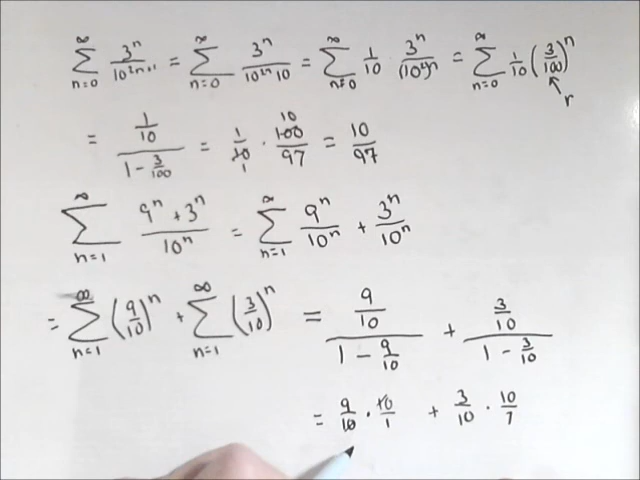 ∑_{n=0}^{∞} 3^n/10^{2n+1} = ∑_{n=0}^{∞} 3^n/(10^{2n} 10) = ∑_{n=0}^{∞} 1/10 · 3^n/(10^2)^n = ∑_{n=0}^{∞} 1/10 (3/100)^n
r
= (1/10)/(1 - 3/100) = 1/10 · 100/97 = 10/97
10
1
∑_{n=1}^{∞} (9^n + 3^n)/10^n = ∑_{n=1}^{∞} 9^n/10^n + 3^n/10^n
= ∑_{n=1}^{∞} (9/10)^n + ∑_{n=1}^{∞} (3/10)^n = (9/10)/(1 - 9/10) + (3/10)/(1 - 3/10)
= 9/10 · 10/1 + 3/10 · 10/7